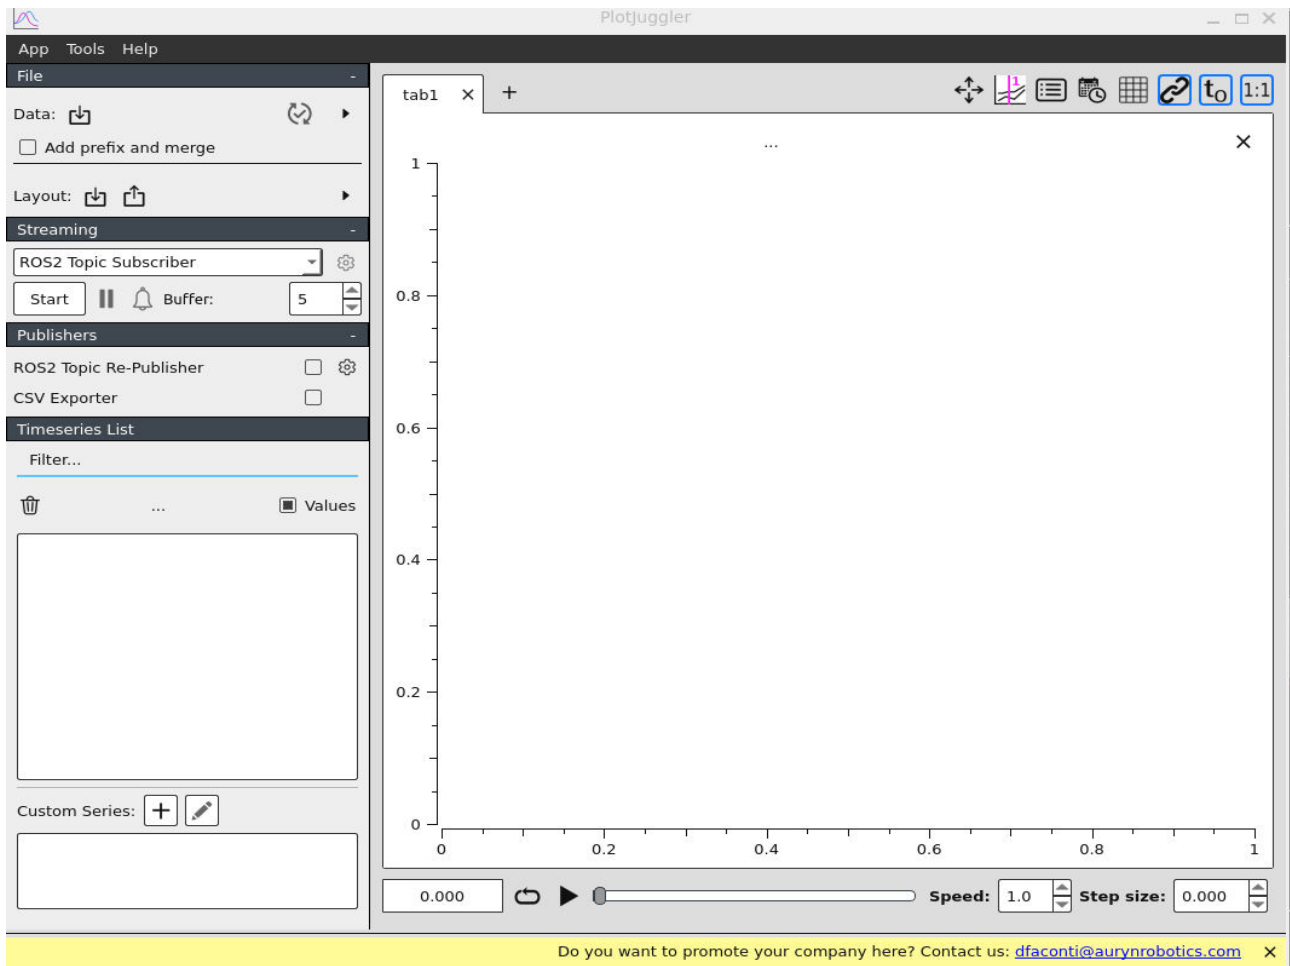 PlotJuggler
App Tools Help
File -
Data:
Add prefix and merge
Layout:
Streaming -
ROS2 Topic Subscriber
Start Buffer: 5
Publishers -
ROS2 Topic Re-Publisher
CSV Exporter
Timeseries List
Filter...
... Values
Custom Series:
tab1
1
t0 1:1
...
1
0.8
0.6
0.4
0.2
0
0 0.2 0.4 0.6 0.8 1
0.000 Speed: 1.0 Step size: 0.000
Do you want to promote your company here? Contact us: dfaconti@aurynrobotics.com